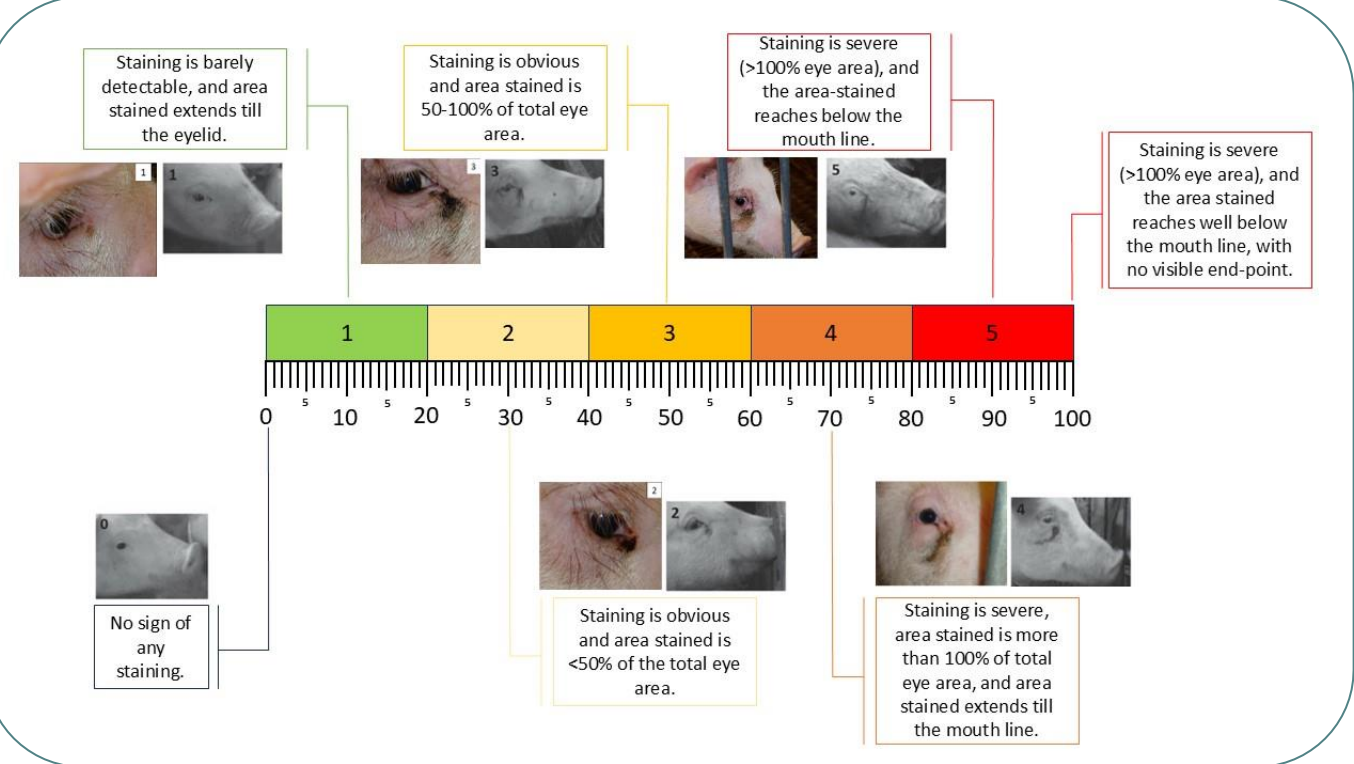 Staining is barely
detectable, and area
stained extends till
the eyelid.
Staining is obvious
and area stained is
50-100% of total eye
area.
Staining is severe
(>100% eye area), and
the area-stained
reaches below the
mouth line.
Staining is severe
(>100% eye area), and
the area stained
reaches well below
the mouth line, with
no visible end-point.
1
1
3
3
5
1
2
3
4
5
5
5
5
5
5
5
5
5
5
5
0
10
20
30
40
50
60
70
80
90
100
0
2
2
4
No sign of
any
staining.
Staining is obvious
and area stained is
<50% of the total eye
area.
Staining is severe,
area stained is more
than 100% of total
eye area, and area
stained extends till
the mouth line.